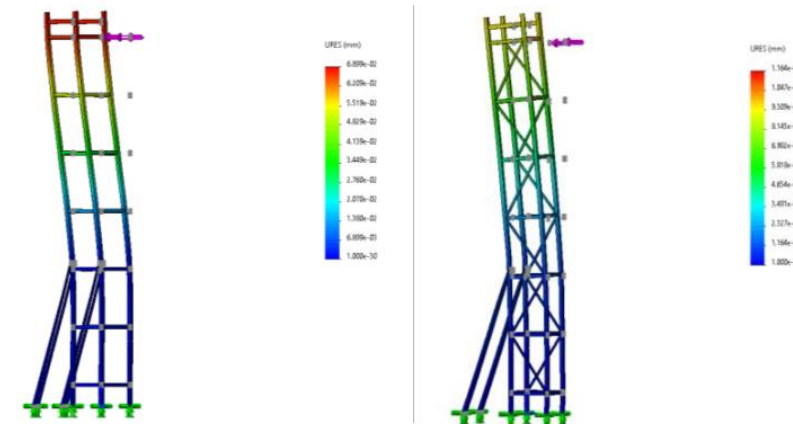 URES (mm)
6.899e-02
6.209e-02
5.519e-02
4.829e-02
4.139e-02
3.449e-02
2.760e-02
2.070e-02
1.380e-02
6.899e-03
1.000e-30
URES (mm)
1.164e-
1.047e-
9.309e-
8.145e-
6.982e-
5.818e-
4.654e-
3.491e-
2.327e-
1.164e-
1.000e-